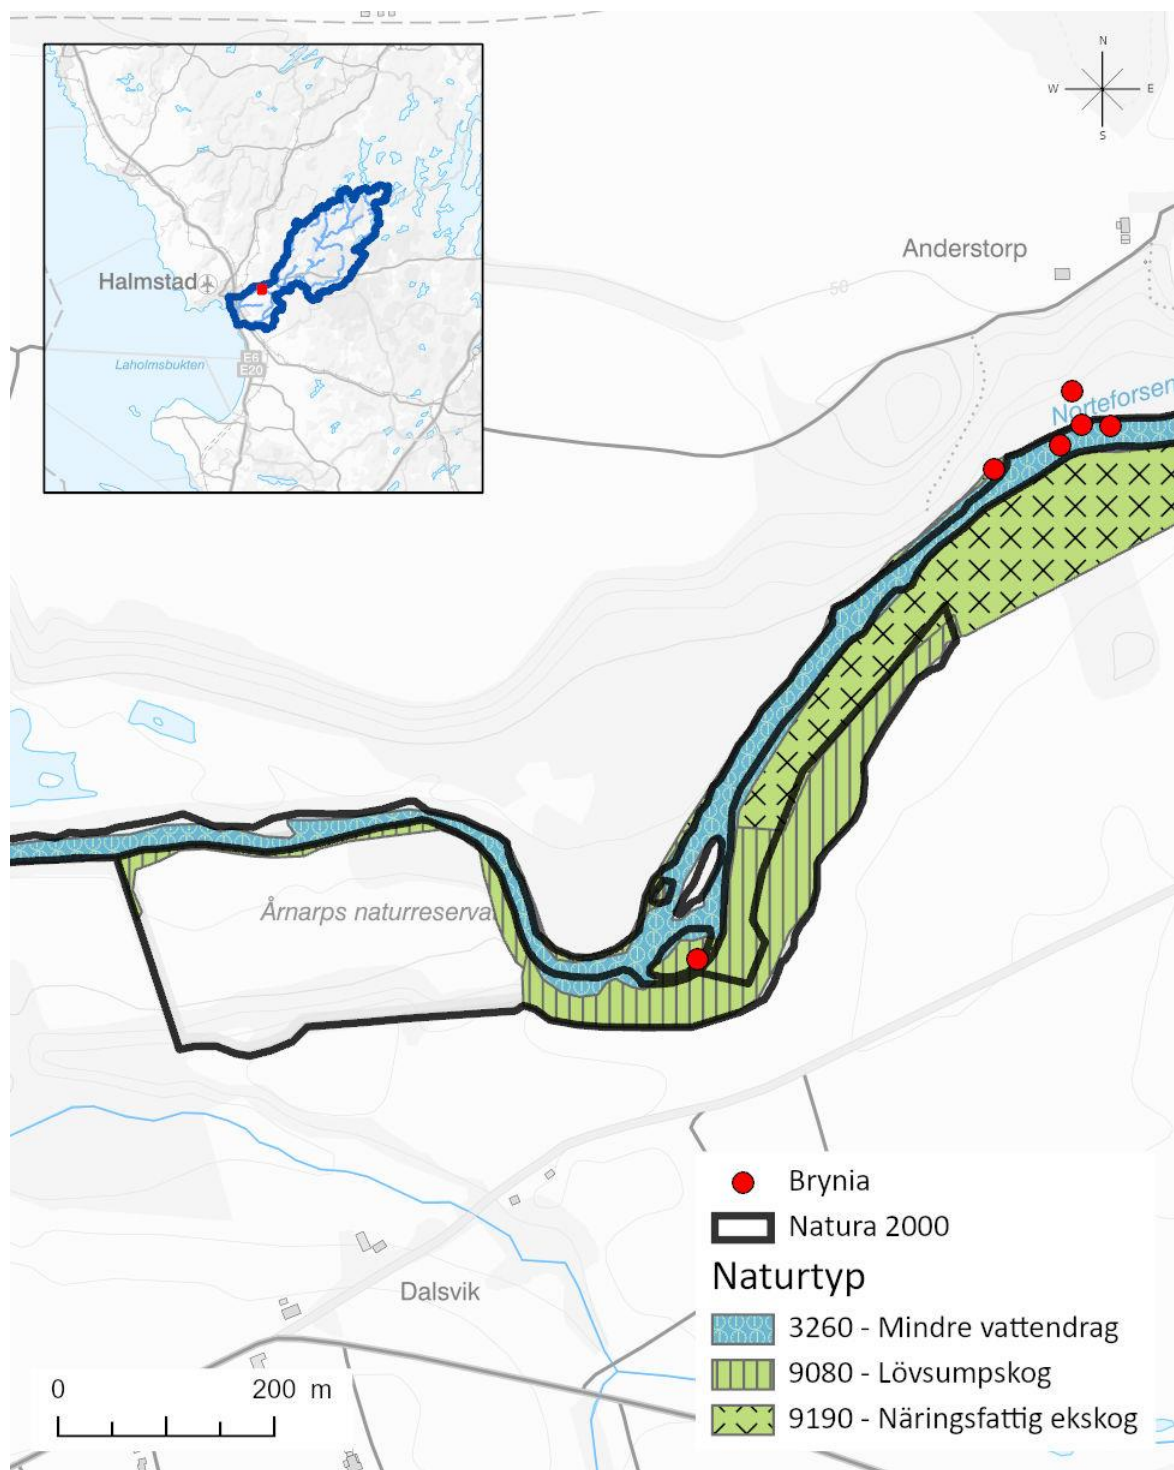 N
W
E
S
Anderstorp
50
Halmstad
E6
E20
Laholmsbukten
Norteforsen
Årnarps naturreserva
Dalsvik
Brynia
Natura 2000
Naturtyp
3260 - Mindre vattendrag
9080 - Lövsumpskog
9190 - Näringsfattig ekskog
0
200 m